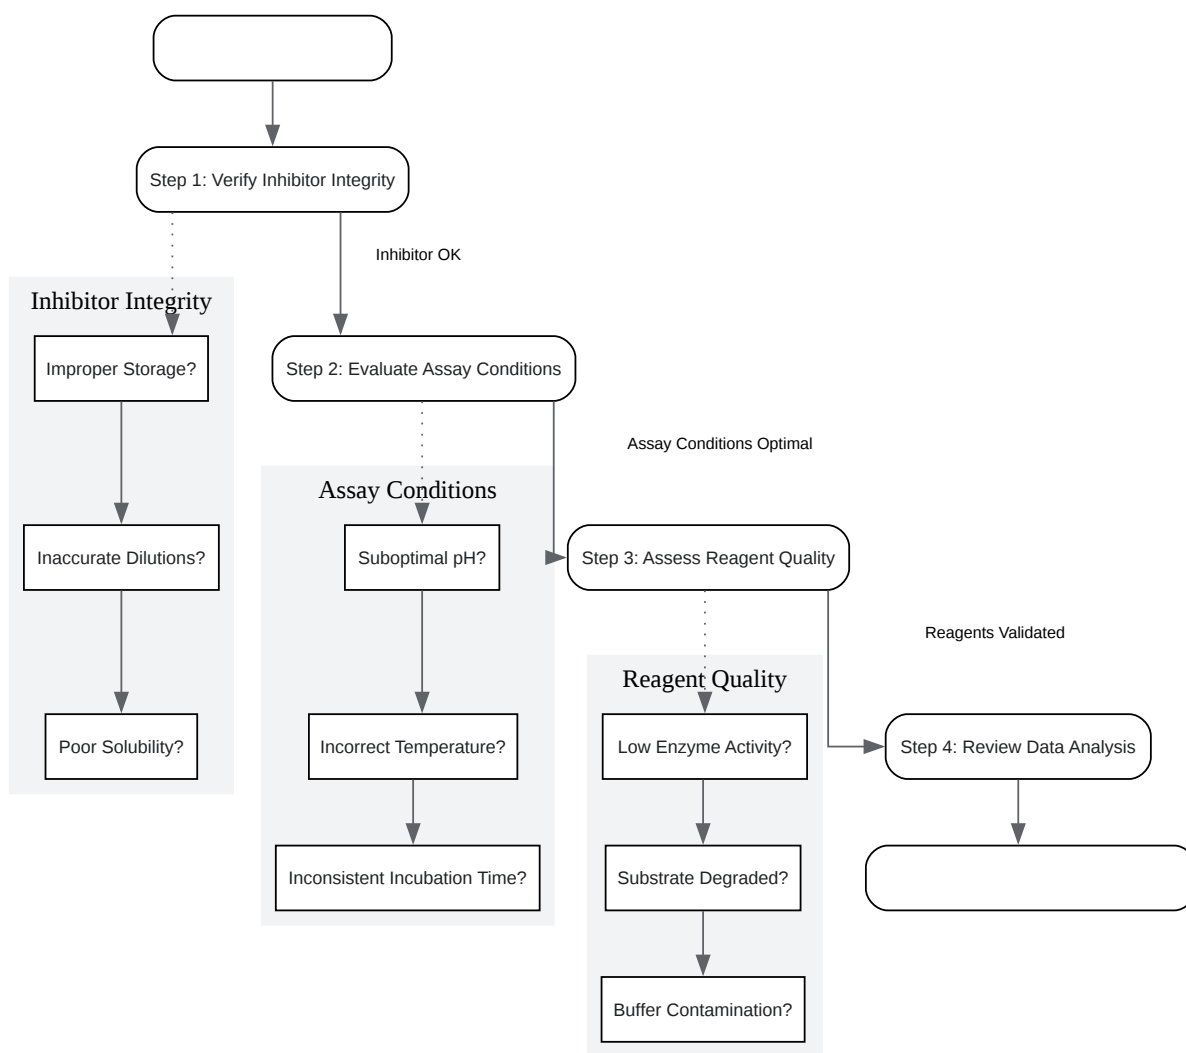 Step 1: Verify Inhibitor Integrity
Inhibitor OK
Inhibitor Integrity
Improper Storage?
Step 2: Evaluate Assay Conditions
Assay Conditions Optimal
Assay Conditions
Inaccurate Dilutions?
Suboptimal pH?
Step 3: Assess Reagent Quality
Reagents Validated
Reagent Quality
Poor Solubility?
Incorrect Temperature?
Low Enzyme Activity?
Step 4: Review Data Analysis
Inconsistent Incubation Time?
Substrate Degraded?
Buffer Contamination?